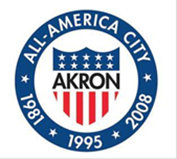 ALL-AMERICA CITY
AKRON
1981 ★ 1995 ★ 2008